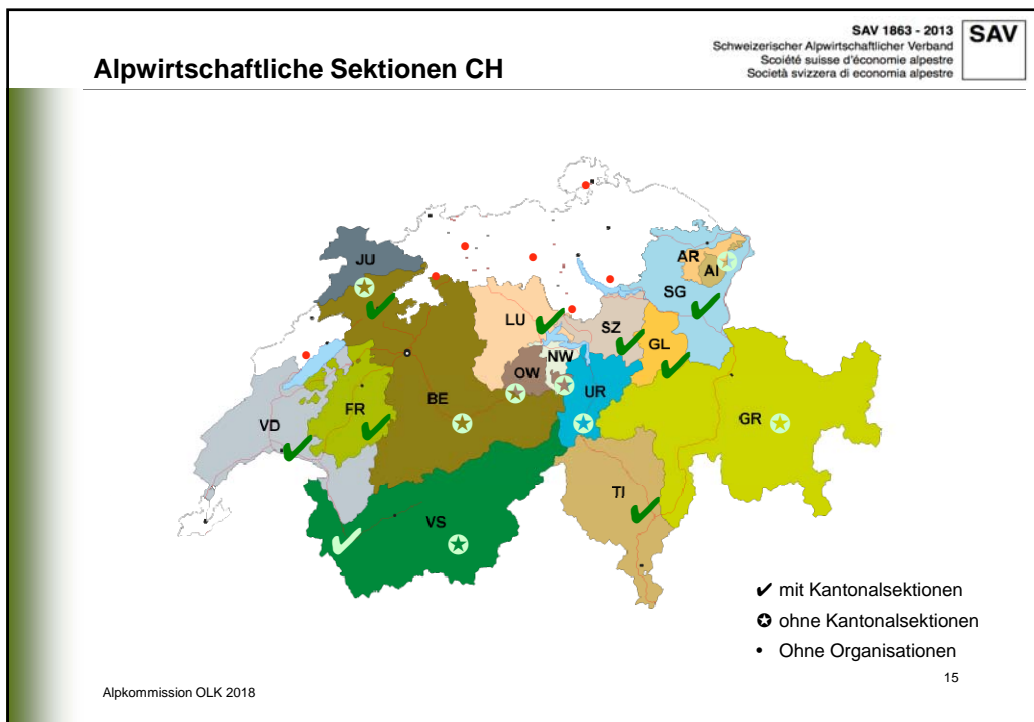 SAV 1863 - 2013
Schweizerischer Alpwirtschaftlicher Verband
Scoiété suisse d'économie alpestre
Società svizzera di economia alpestre
SAV
Alpwirtschaftliche Sektionen CH
JU
AR
AI
SG
LU
SZ
NW
GL
OW
BE
UR
FR
VD
GR
TI
VS
✔ mit Kantonalsektionen
✪ ohne Kantonalsektionen
• Ohne Organisationen
15
Alpkommission OLK 2018